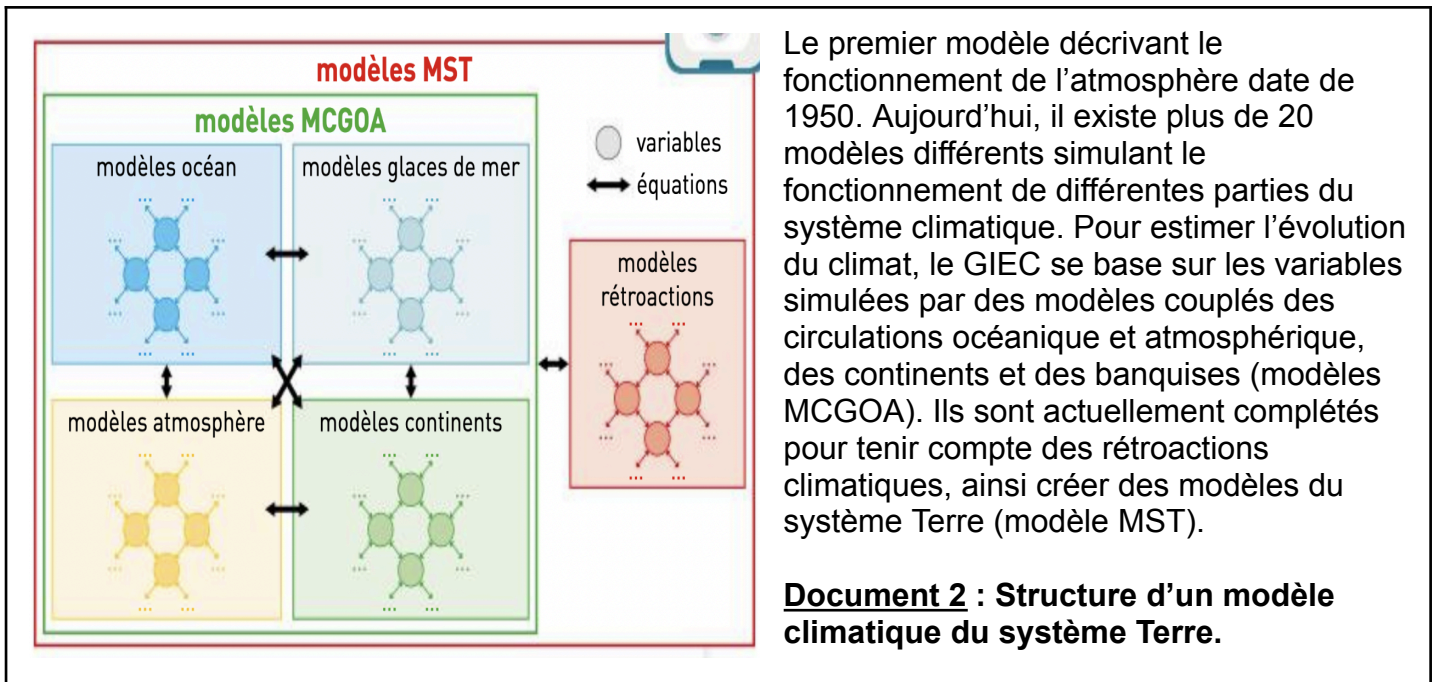 modèles MST
modèles MCGOA
modèles océan
modèles glaces de mer
variables
équations
modèles
rétroactions
modèles atmosphère
modèles continents
... ...
... ...
... ...
... ...
... ...
... ...
... ...
... ...
... ...
... ...
Le premier modèle décrivant le
fonctionnement de l’atmosphère date de
1950. Aujourd’hui, il existe plus de 20
modèles différents simulant le
fonctionnement de différentes parties du
système climatique. Pour estimer l’évolution
du climat, le GIEC se base sur les variables
simulées par des modèles couplés des
circulations océanique et atmosphérique,
des continents et des banquises (modèles
MCGOA). Ils sont actuellement complétés
pour tenir compte des rétroactions
climatiques, ainsi créer des modèles du
système Terre (modèle MST).
Document 2 : Structure d’un modèle
climatique du système Terre.